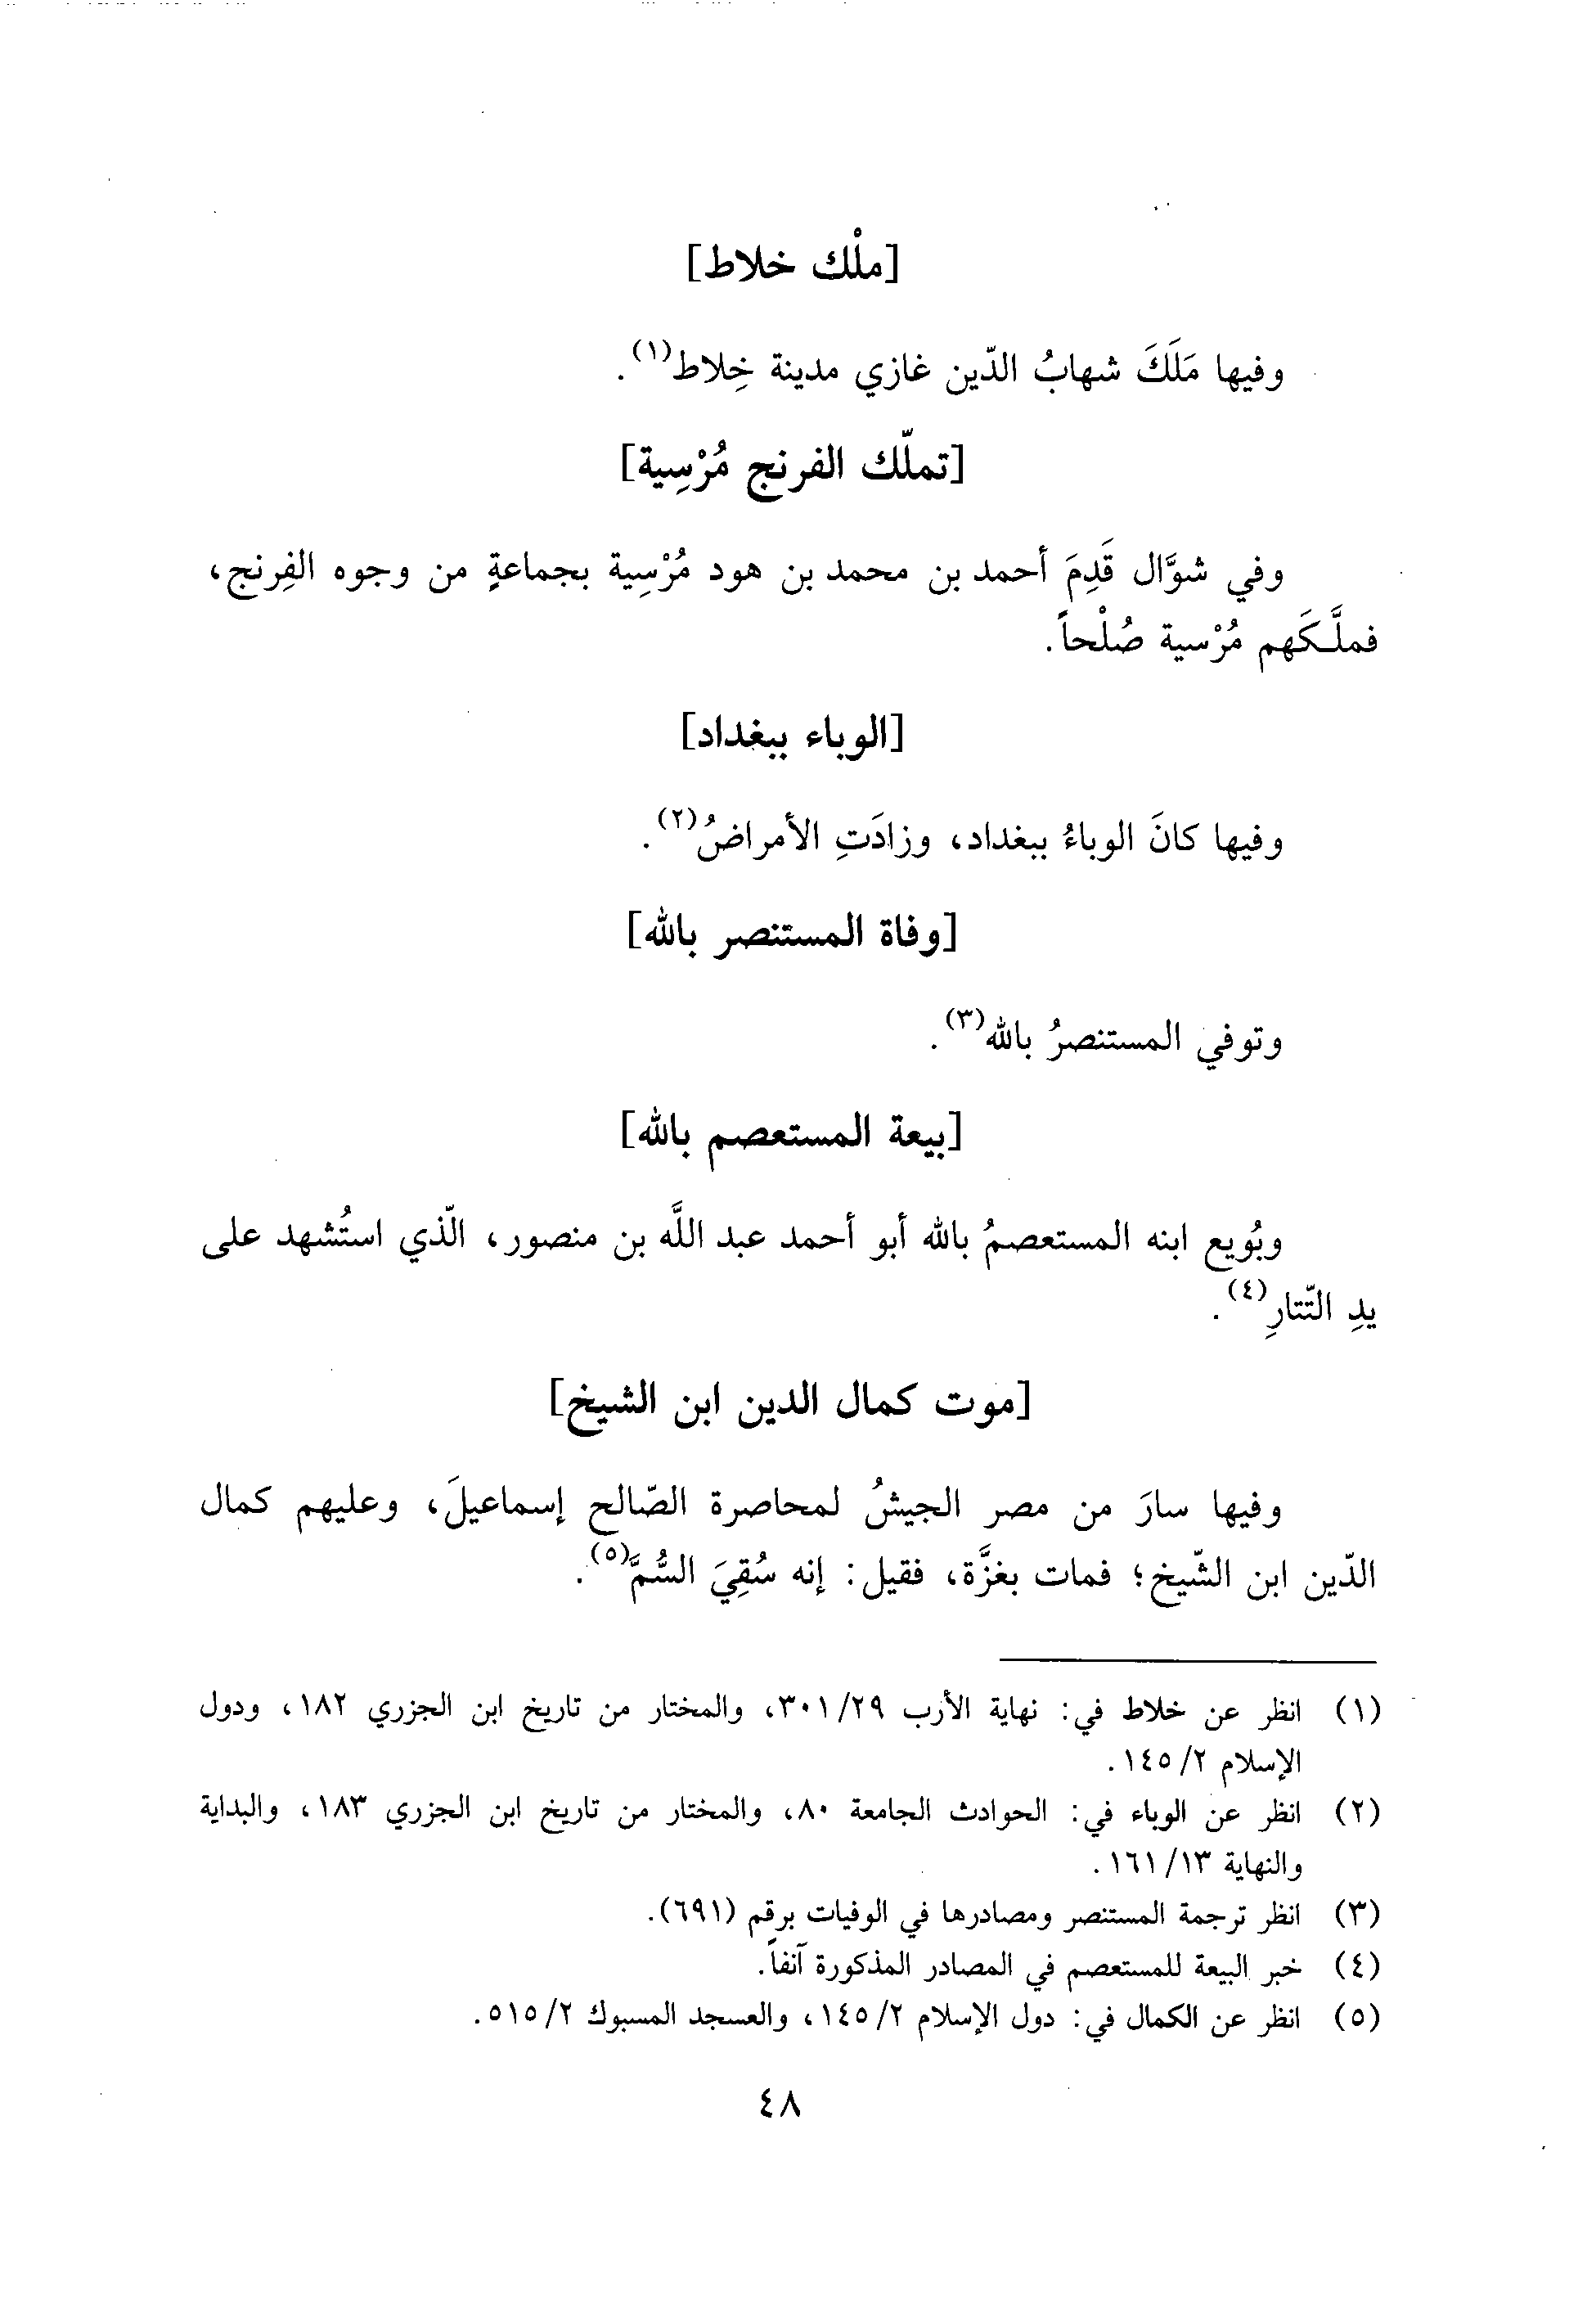 [ملْك خلاط]
وفيها مَلَكَ شهابُ الدّين غازي مدينة خِلاط(١).
[تملّك الفرنج مُرْسِية]
وفي شوَّال قَدِمَ أحمد بن محمد بن هود مُرْسِية بجماعةٍ من وجوه الفِرنج،
فملَّـكَهم مُرْسية صُلْحاً.
[الوباء ببغداد]
وفيها كانَ الوباءُ ببغداد، وزادَتِ الأمراضُ(٢).
[وفاة المستنصر بالله]
وتوفي المستنصرُ بالله(٣).
[بيعة المستعصم بالله]
وبُويع ابنه المستعصمُ بالله أبو أحمد عبد اللَّه بن منصور، الّذي استُشهد على
يدِ التّتارِ(٤).
[موت كمال الدين ابن الشيخ]
وفيها سارَ من مصر الجيشُ لمحاصرة الصّالح إسماعيلَ، وعليهم كمال
الدّين ابن الشّيخ؛ فمات بغزَّة، فقيل: إنه سُقِيَ السُّمَّ(٥).
(١) انظر عن خلاط في: نهاية الأرب ٣٠١/٢٩، والمختار من تاريخ ابن الجزري ١٨٢، ودول
الإسلام ١٤٥/٢.
(٢) انظر عن الوباء في: الحوادث الجامعة ٨٠، والمختار من تاريخ ابن الجزري ١٨٣، والبداية
والنهاية ١٦١/١٣.
(٣) انظر ترجمة المستنصر ومصادرها في الوفيات برقم (٦٩١).
(٤) خبر البيعة للمستعصم في المصادر المذكورة آنفاً.
(٥) انظر عن الكمال في: دول الإسلام ١٤٥/٢، والعسجد المسبوك ٥١٥/٢.
٤٨